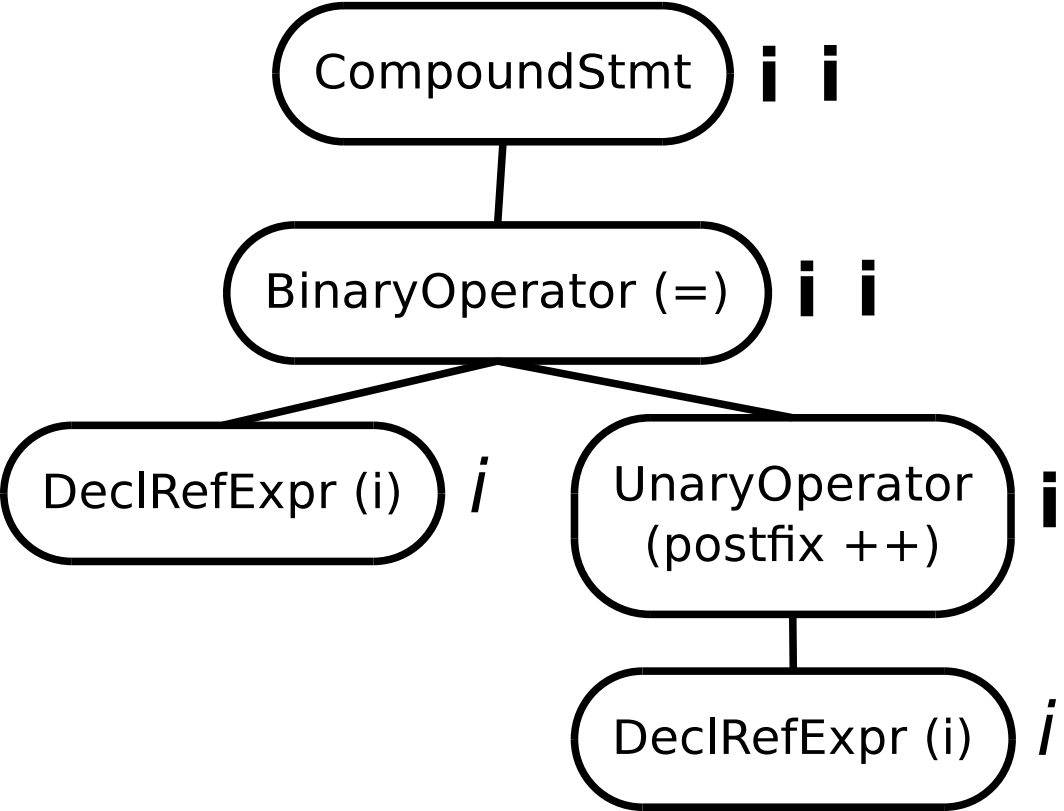 CompoundStmt i i
BinaryOperator (=) i i
DeclRefExpr (i) i
UnaryOperator
(postfix ++) i
DeclRefExpr (i) i